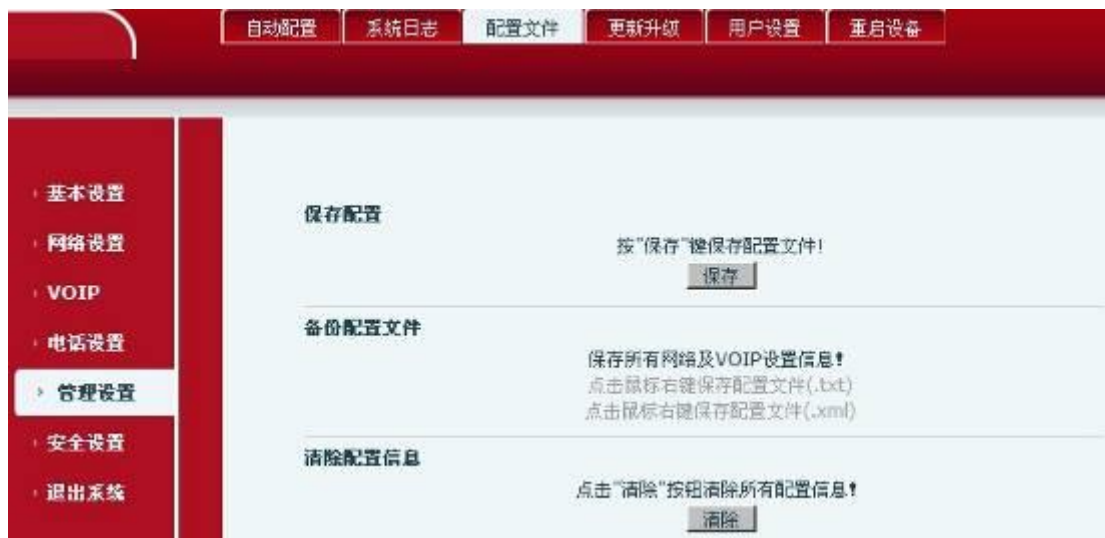 自动配置 系统日志 配置文件 更新升级 用户设置 重启设备
基本设置
网络设置
VOIP
电话设置
管理设置
安全设置
退出系统
保存配置
按"保存"键保存配置文件!
保存
备份配置文件
保存所有网络及VOIP设置信息!
点击鼠标右键保存配置文件(.txt)
点击鼠标右键保存配置文件(.xml)
清除配置信息
点击"清除"按钮清除所有配置信息!
清除